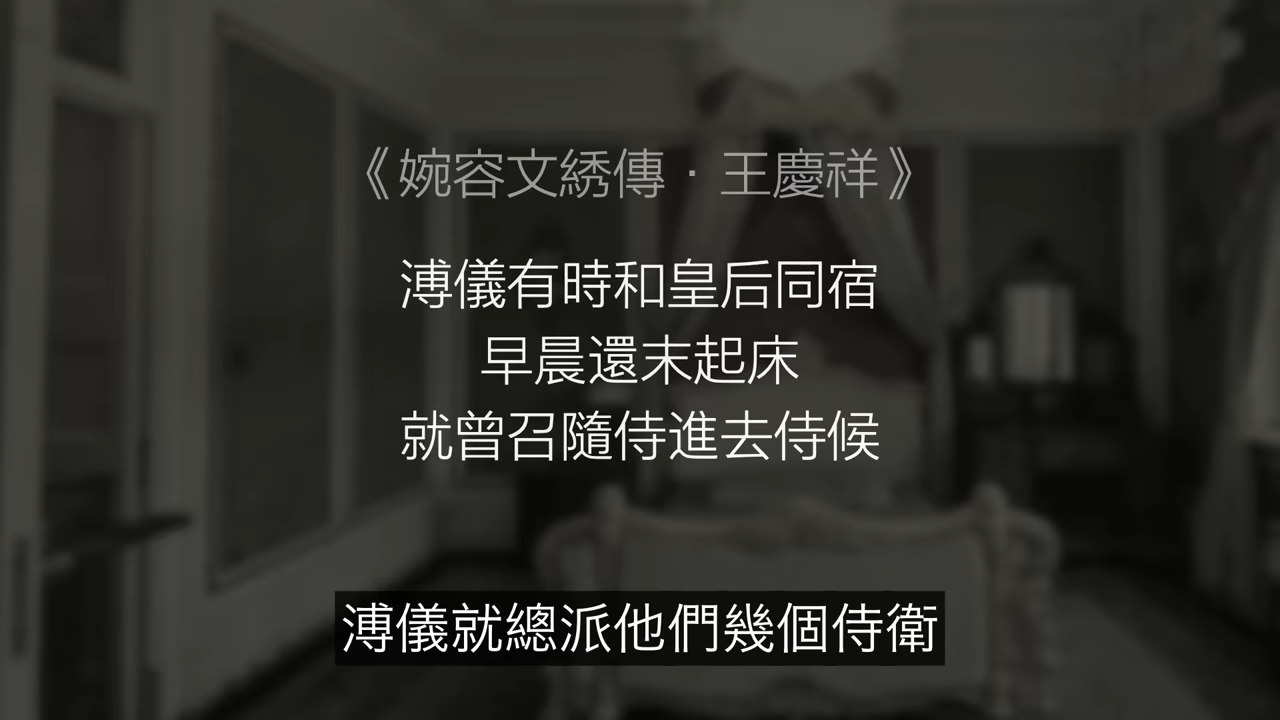 《婉容文綉傳·王慶祥》
溥儀有時和皇后同宿
早晨還末起床
就曾召隨侍進去侍候
溥儀就總派他們幾個侍衛